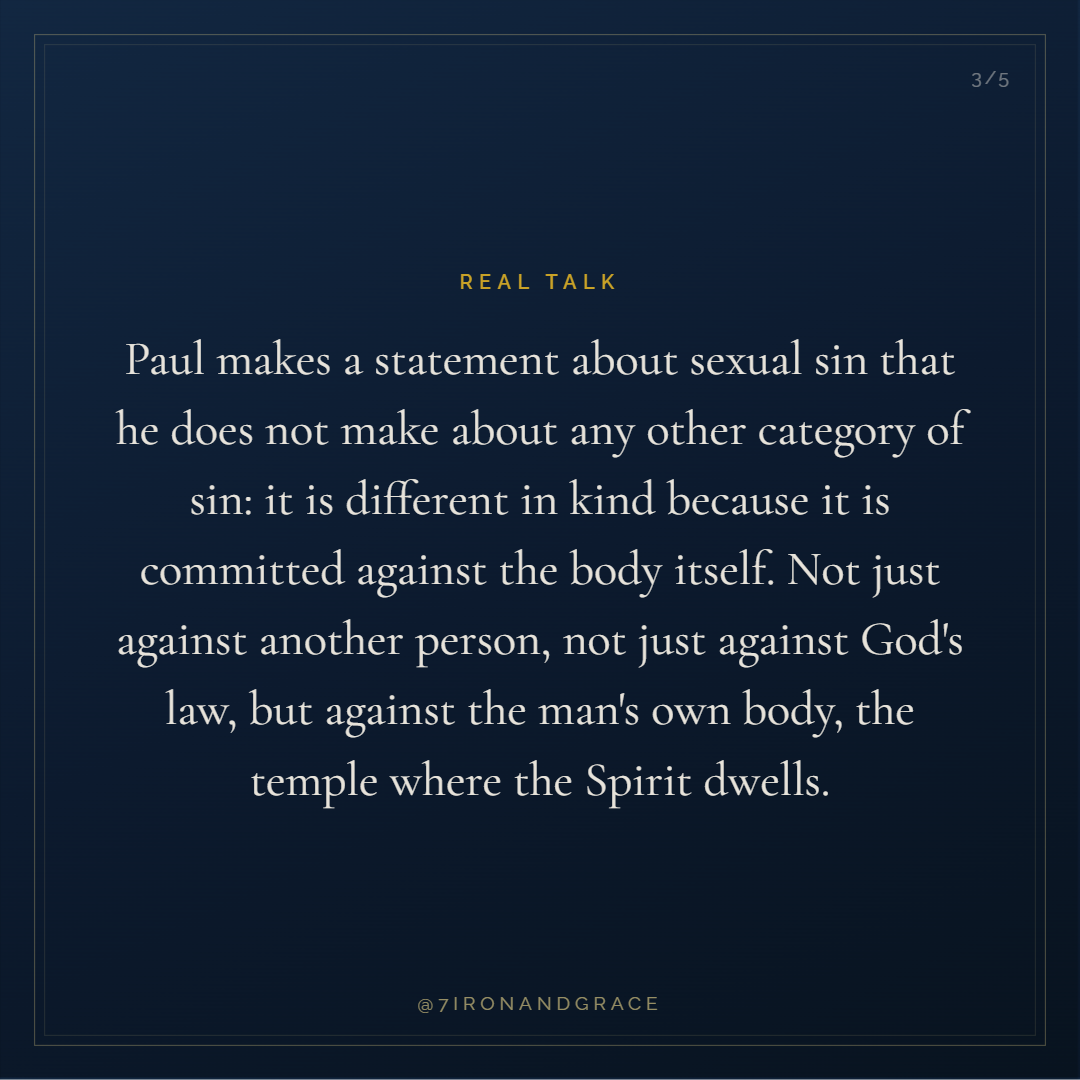 3/5
REAL TALK
Paul makes a statement about sexual sin that
he does not make about any other category of
sin: it is different in kind because it is
committed against the body itself. Not just
against another person, not just against God's
law, but against the man's own body, the
temple where the Spirit dwells.
@7IRONANDGRACE